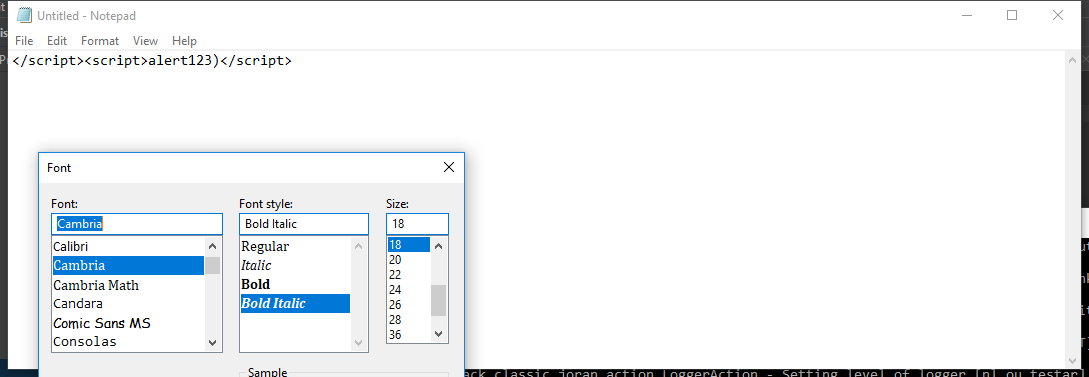 Untitled - Notepad
File Edit Format View Help
</script><script>alert123)</script>
Font
Font: Font style: Size:
Cambria Bold Italic 18
Calibri Regular 18
Cambria Italic 20
Cambria Math Bold 22
Candara Bold Italic 24
Comic Sans MS 26
Consolas 28
36
Sample
ack classic joran action LoggerAction - Setting level of logger [nl ou testar]